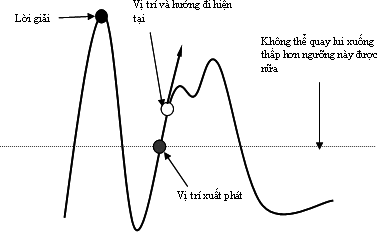 Lời giải
Vị trí và hướng đi hiện
tại
Không thể quay lui xuống
thấp hơn ngưỡng này được
nữa
Vị trí xuất phát